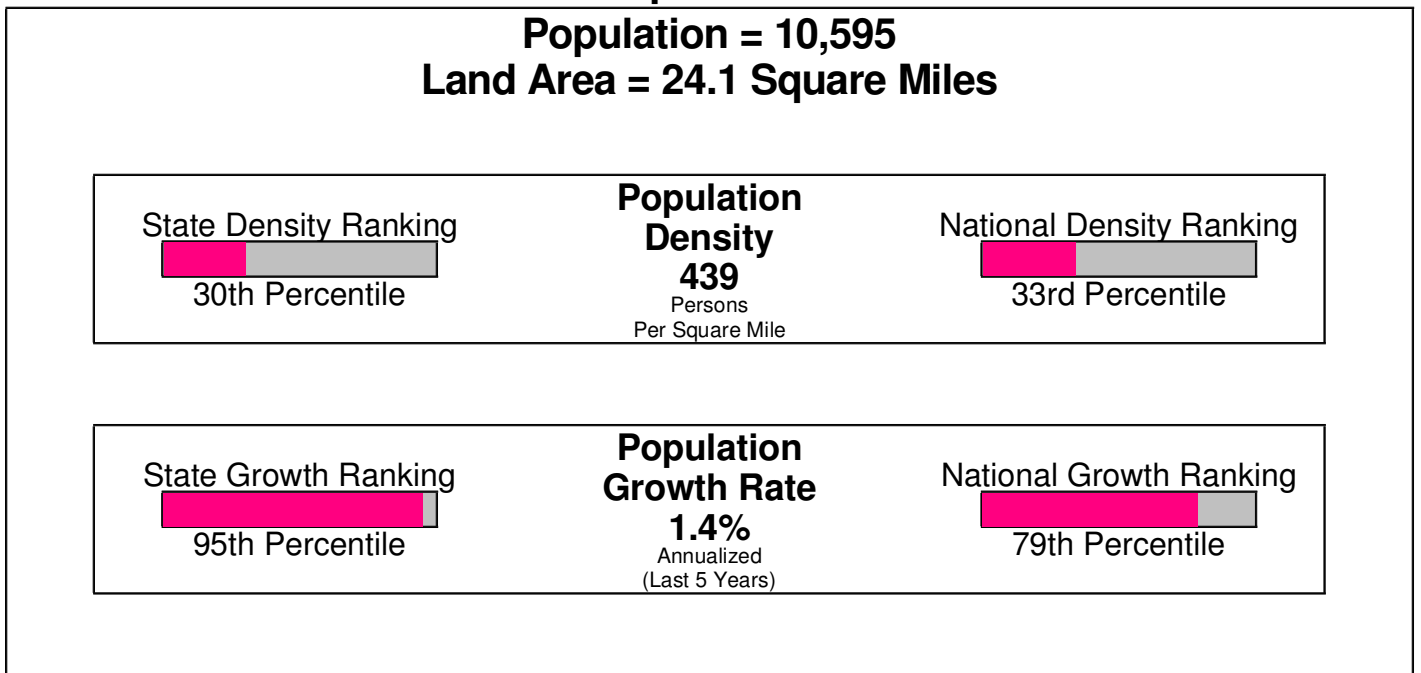 Population = 10,595
Land Area = 24.1 Square Miles
Population
Density
439
Persons
Per Square Mile
State Density Ranking
30th Percentile
National Density Ranking
33rd Percentile
Population
Growth Rate
1.4%
Annualized
(Last 5 Years)
State Growth Ranking
95th Percentile
National Growth Ranking
79th Percentile